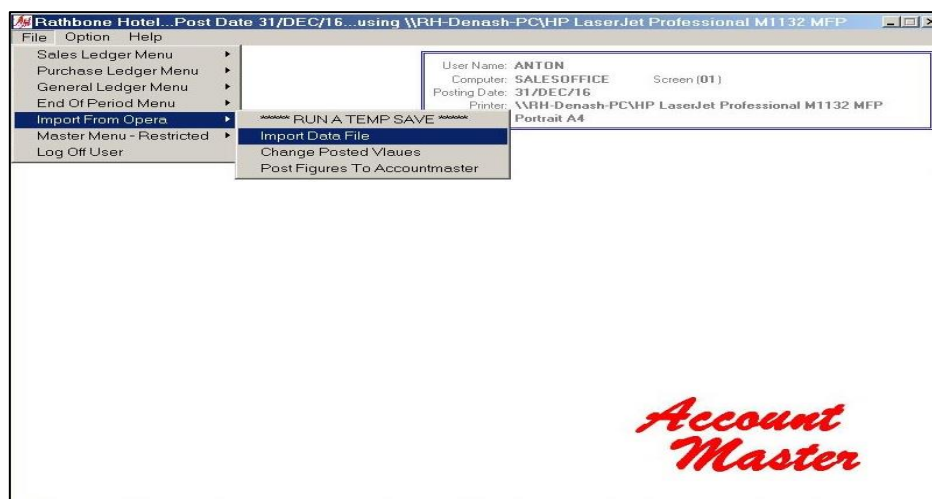 Rathbone Hotel...Post Date 31/DEC/16...using \\RH-Denash-PC\HP LaserJet Professional M1132 MFP
File Option Help
Sales Ledger Menu
Purchase Ledger Menu
General Ledger Menu
End Of Period Menu
Import From Opera
Master Menu - Restricted
Log Off User
***** RUN A TEMP SAVE *****
Import Data File
Change Posted Vlaues
Post Figures To Accountmaster
User Name: ANTON
Computer: SALESOFFICE Screen (01)
Posting Date: 31/DEC/16
Printer: \\RH-Denash-PC\HP LaserJet Professional M1132 MFP
Portrait A4
Account
Master